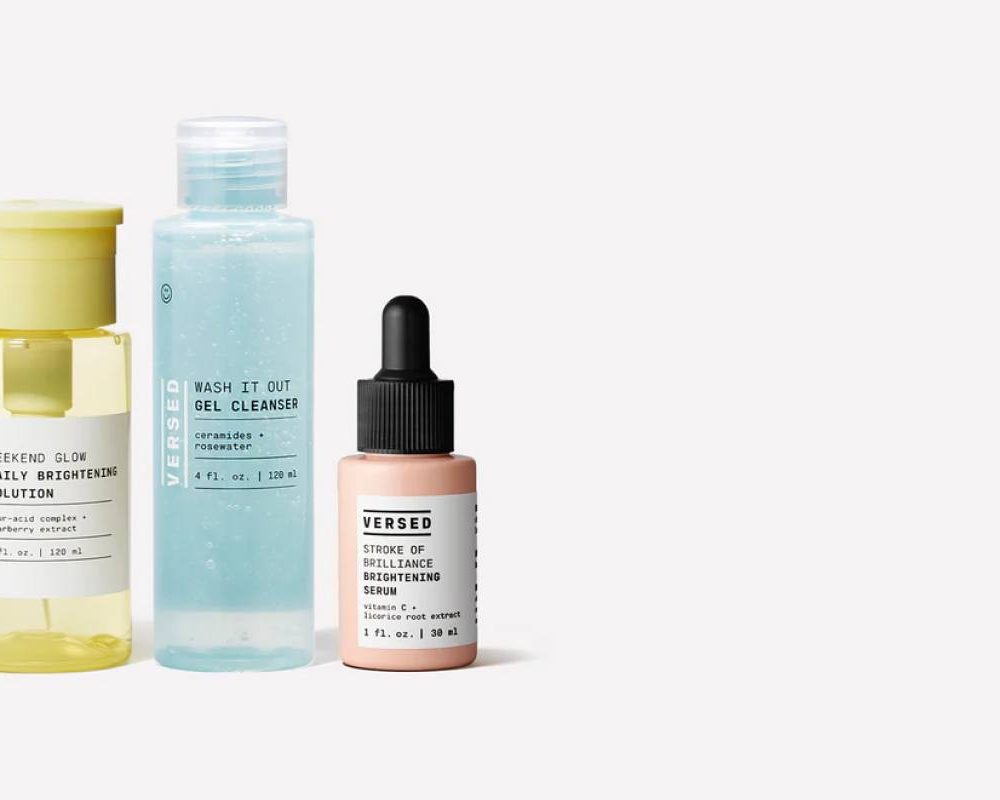 EEKEND GLOW
AILY BRIGHTENING
OLUTION
ur-acid complex +
arberry extract
fl. oz. | 120 ml
VERSED
WASH IT OUT
GEL CLEANSER
ceramides +
rosewater
4 fl. oz. | 120 ml
VERSED
STROKE OF
BRILLIANCE
BRIGHTENING
SERUM
vitamin C +
licorice root extract
1 fl. oz. | 30 ml